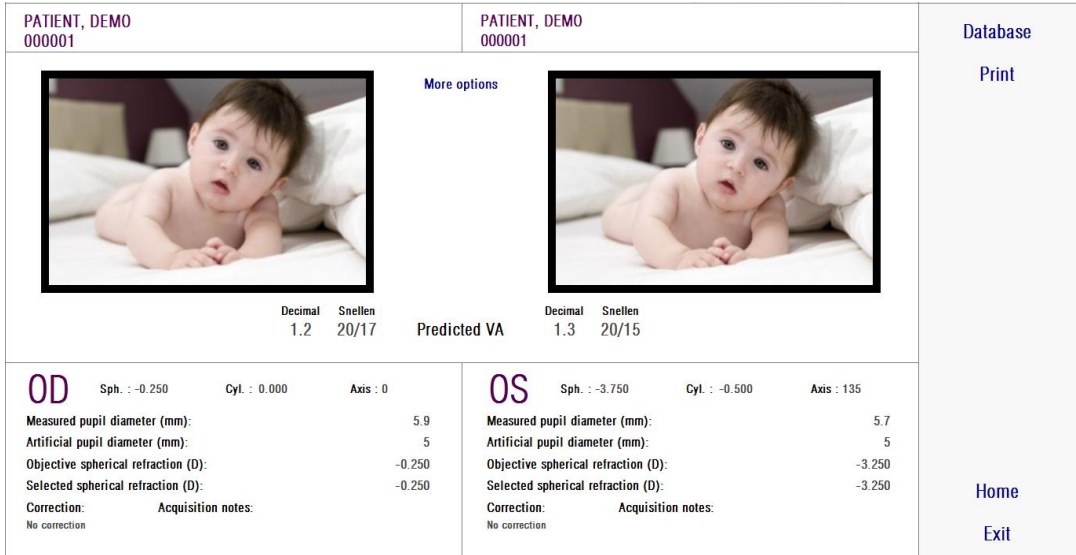 PATIENT, DEMO
000001
PATIENT, DEMO
000001
Database
Print
More options
Decimal Snellen
1.2 20/17
Predicted VA
Decimal Snellen
1.3 20/15
OD Sph. : -0.250 Cyl. : 0.000 Axis : 0
Measured pupil diameter (mm): 5.9
Artificial pupil diameter (mm): 5
Objective spherical refraction (D): -0.250
Selected spherical refraction (D): -0.250
Correction: Acquisition notes:
No correction
OS Sph. : -3.750 Cyl. : -0.500 Axis : 135
Measured pupil diameter (mm): 5.7
Artificial pupil diameter (mm): 5
Objective spherical refraction (D): -3.250
Selected spherical refraction (D): -3.250
Correction: Acquisition notes:
No correction
Home
Exit